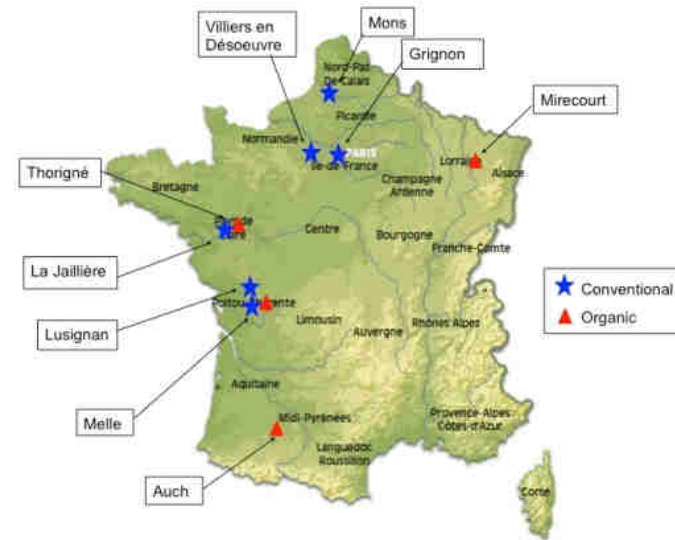 Mons
Villiers en
Désoeuvre
Grignon
Nord-Pas
De-Calais
Mirecourt
Picardie
Normandie
PARIS
Ile-de-France
Thorigné
Bretagne
Champagne
Ardenne
Alsace
Centre
Bourgogne
La Jaillière
Franche-Comte
Conventional
Lusignan
Limousin
Auvergne
Rhônes Alpes
Organic
Aquitaine
Melle
Midi-Pyrénées
Provence-Alpes
Côtes-d'Azur
Languedoc
Roussillon
Auch
Corse